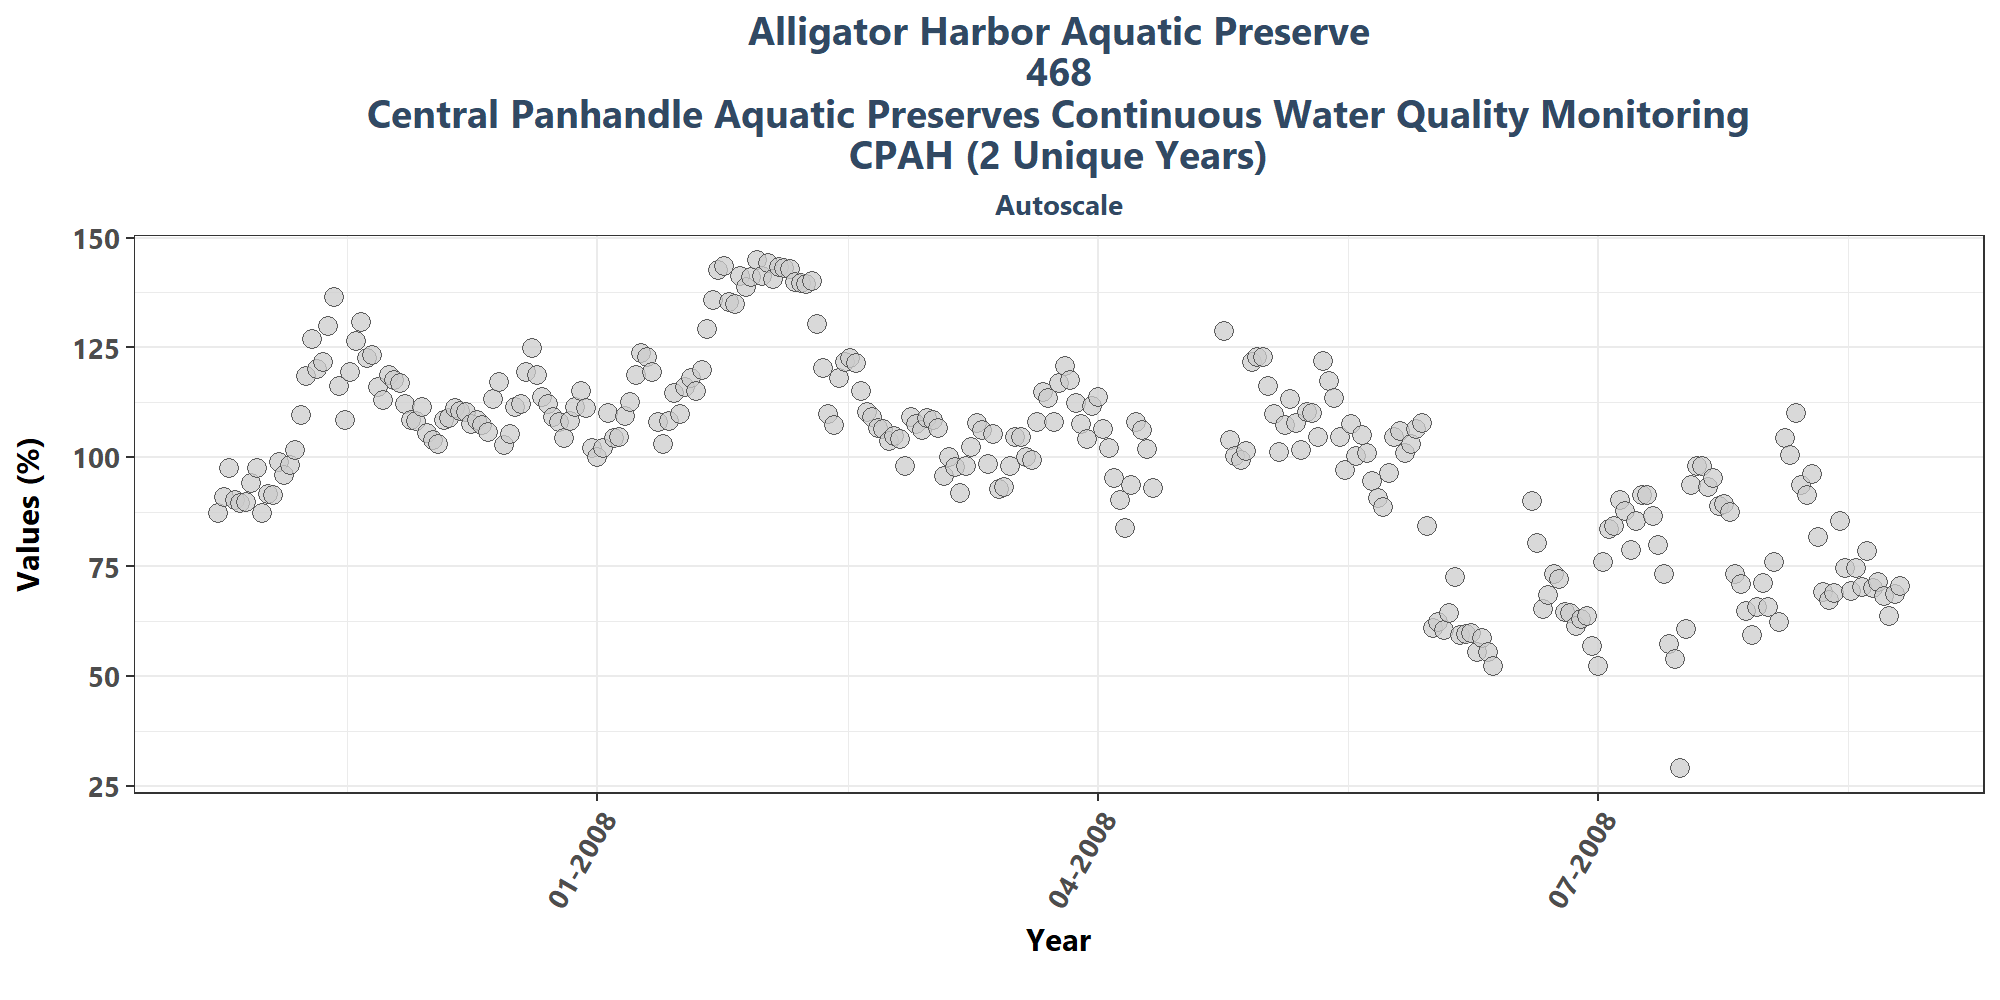 Alligator Harbor Aquatic Preserve
468
Central Panhandle Aquatic Preserves Continuous Water Quality Monitoring
CPAH (2 Unique Years)
Autoscale
150
125
100
75
50
25
Values (%)
01-2008
04-2008
07-2008
Year